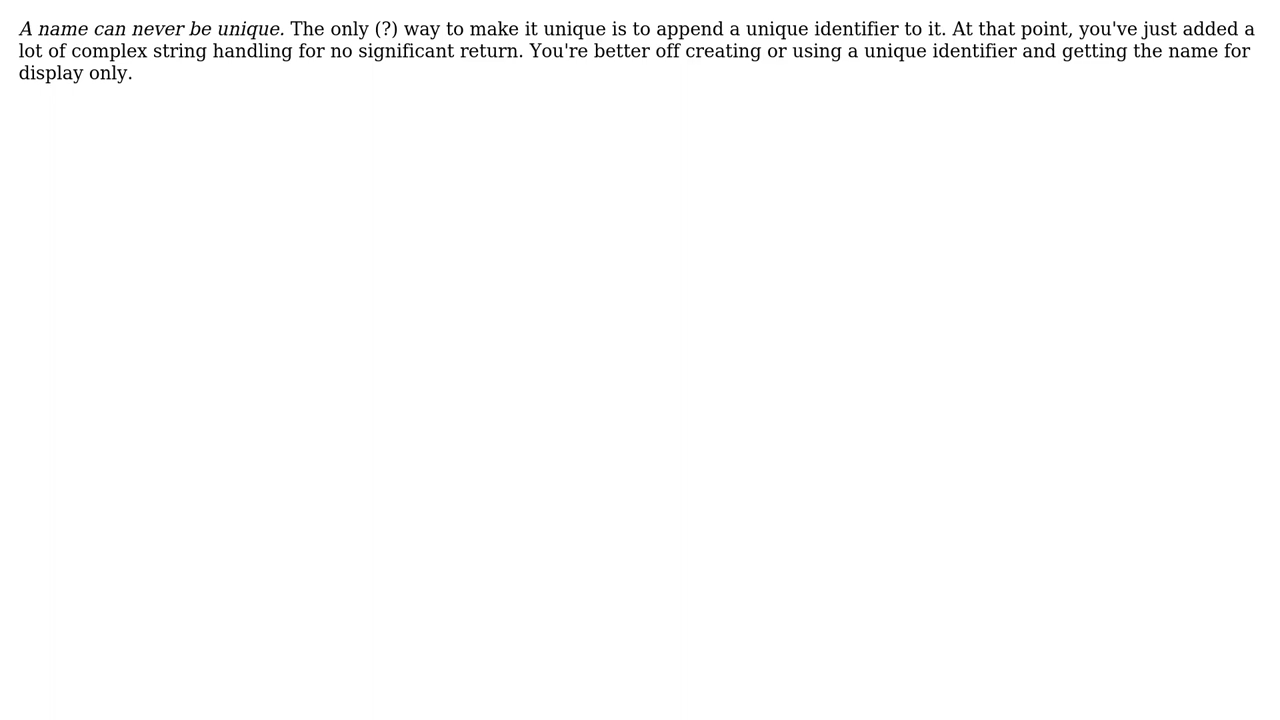 A name can never be unique. The only (?) way to make it unique is to append a unique identifier to it. At that point, you've just added a
lot of complex string handling for no significant return. You're better off creating or using a unique identifier and getting the name for
display only.